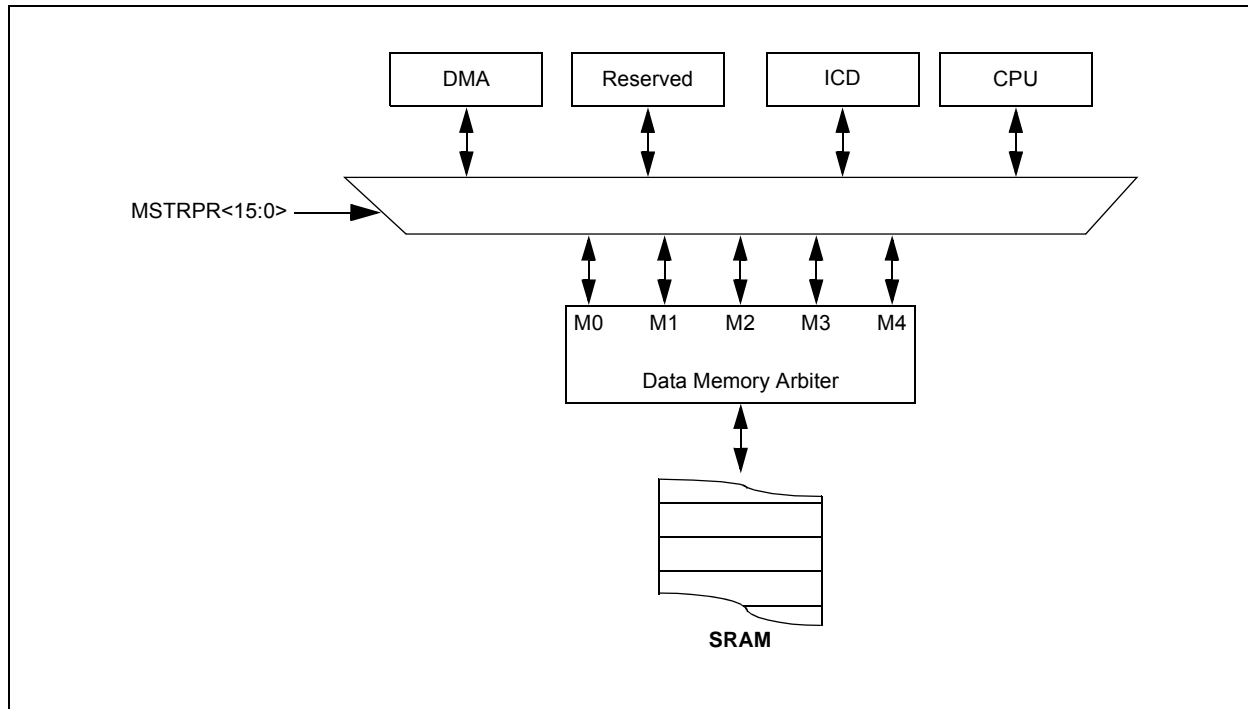 DMA
Reserved
ICD
CPU
MSTRPR<15:0>
M0 M1 M2 M3 M4
Data Memory Arbiter
SRAM